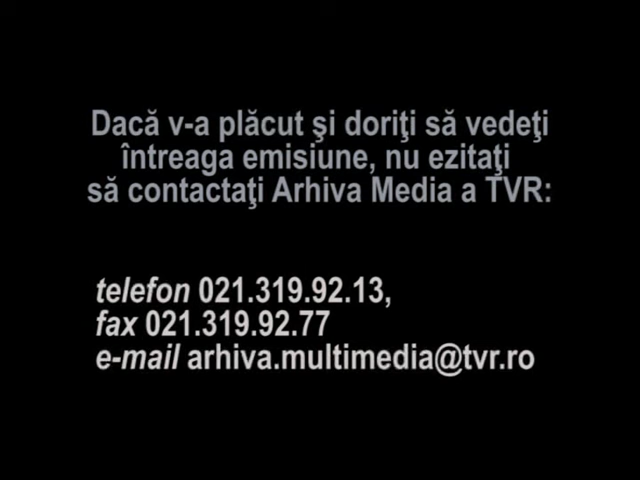 Dacă v-a plăcut şi doriţi să vedeţi
întreaga emisiune, nu ezitaţi
să contactaţi Arhiva Media a TVR:
telefon 021.319.92.13,
fax 021.319.92.77
e-mail arhiva.multimedia@tvr.ro